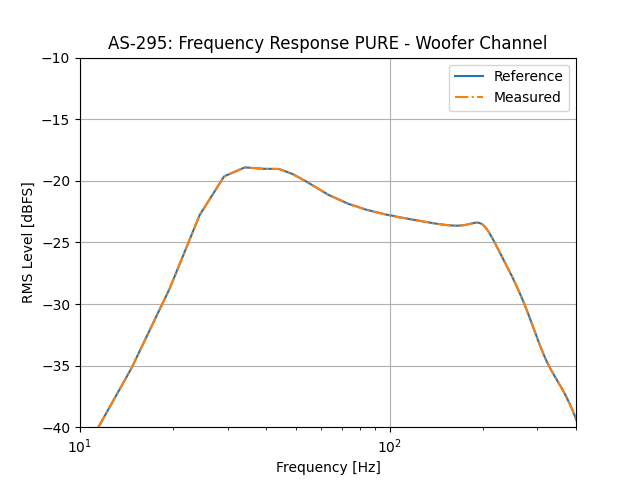 AS-295: Frequency Response PURE - Woofer Channel
Reference
Measured
RMS Level [dBFS]
−10
−15
−20
−25
−30
−35
−40
10¹
10²
Frequency [Hz]